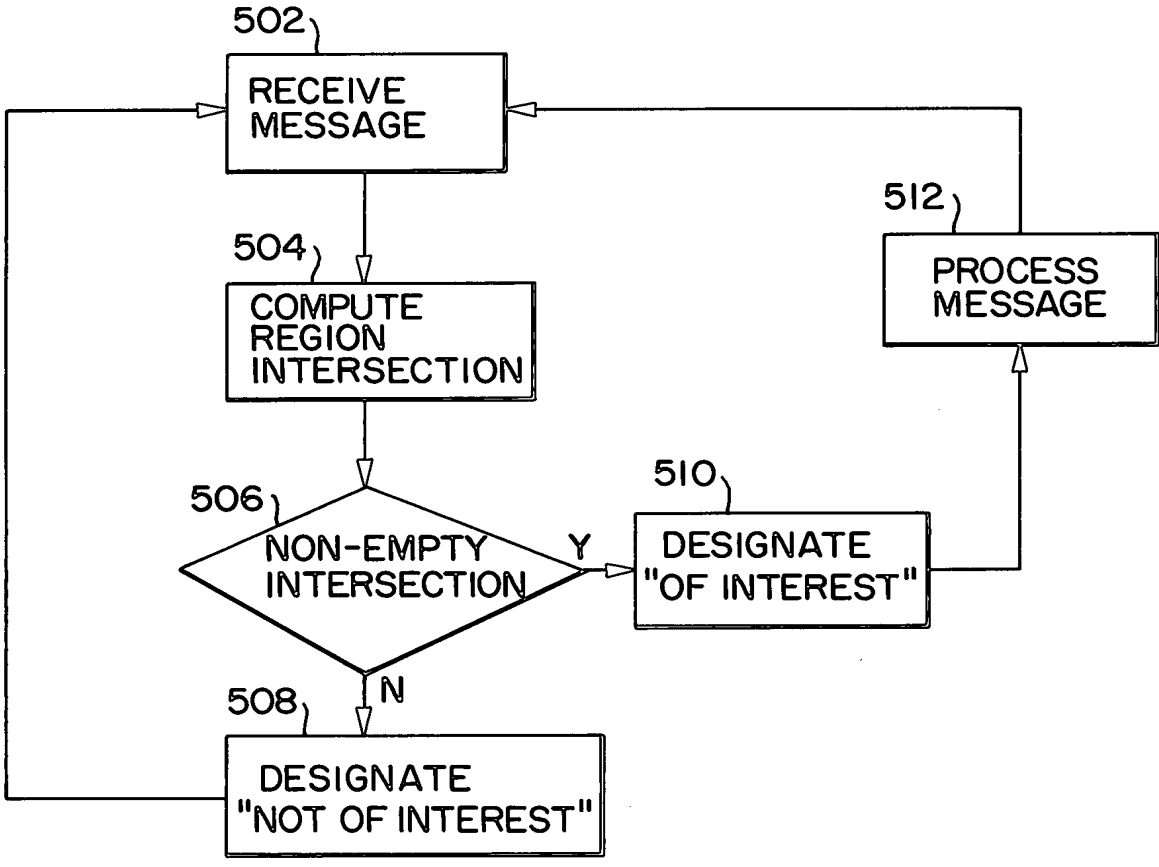 502
RECEIVE
MESSAGE
504
COMPUTE
REGION
INTERSECTION
506
NON-EMPTY
INTERSECTION
Y
N
508
DESIGNATE
"NOT OF INTEREST"
510
DESIGNATE
"OF INTEREST"
512
PROCESS
MESSAGE